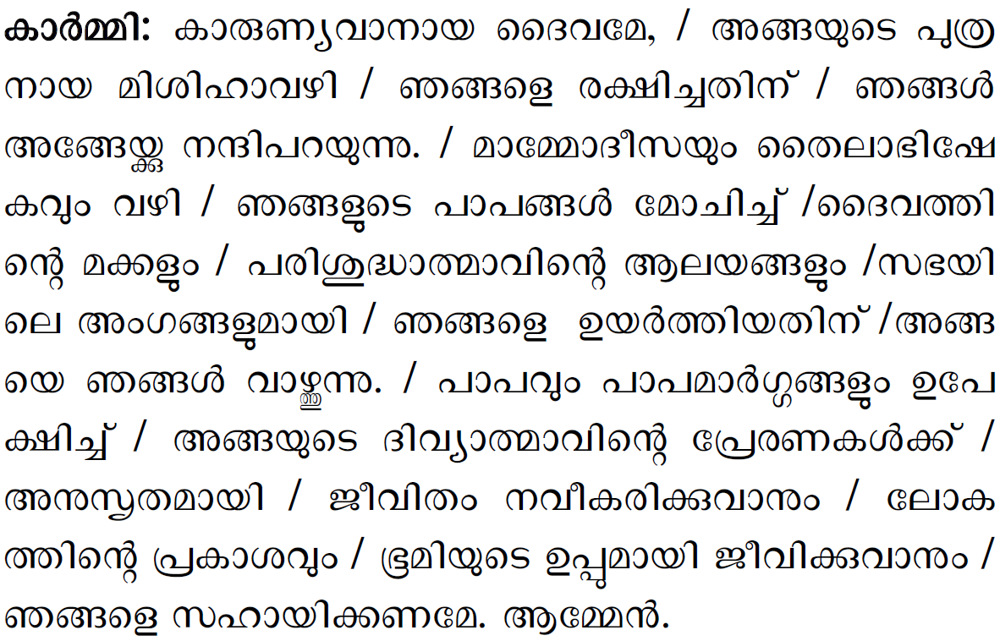 കാർമ്മി: കാരുണ്യവാനായ ദൈവമേ, / അങ്ങയുടെ പുത്ര
നായ മിശിഹാവഴി / ഞങ്ങളെ രക്ഷിച്ചതിന് / ഞങ്ങൾ
അങ്ങേയ്ക്കു നന്ദിപറയുന്നു. / മാമ്മോദീസയും തൈലാഭിഷേ
കവും വഴി / ഞങ്ങളുടെ പാപങ്ങൾ മോചിച്ച് /ദൈവത്തി
ന്റെ മക്കളും / പരിശുദ്ധാത്മാവിന്റെ ആലയങ്ങളും /സഭയി
ലെ അംഗങ്ങളുമായി / ഞങ്ങളെ ഉയർത്തിയതിന് /അങ്ങ
യെ ഞങ്ങൾ വാഴ്ത്തുന്നു. / പാപവും പാപമാർഗ്ഗങ്ങളും ഉപേ
ക്ഷിച്ച് / അങ്ങയുടെ ദിവ്യാത്മാവിന്റെ പ്രേരണകൾക്ക് /
അനുസൃതമായി / ജീവിതം നവീകരിക്കുവാനും / ലോക
ത്തിന്റെ പ്രകാശവും / ഭൂമിയുടെ ഉപ്പുമായി ജീവിക്കുവാനും /
ഞങ്ങളെ സഹായിക്കണമേ. ആമ്മേൻ.